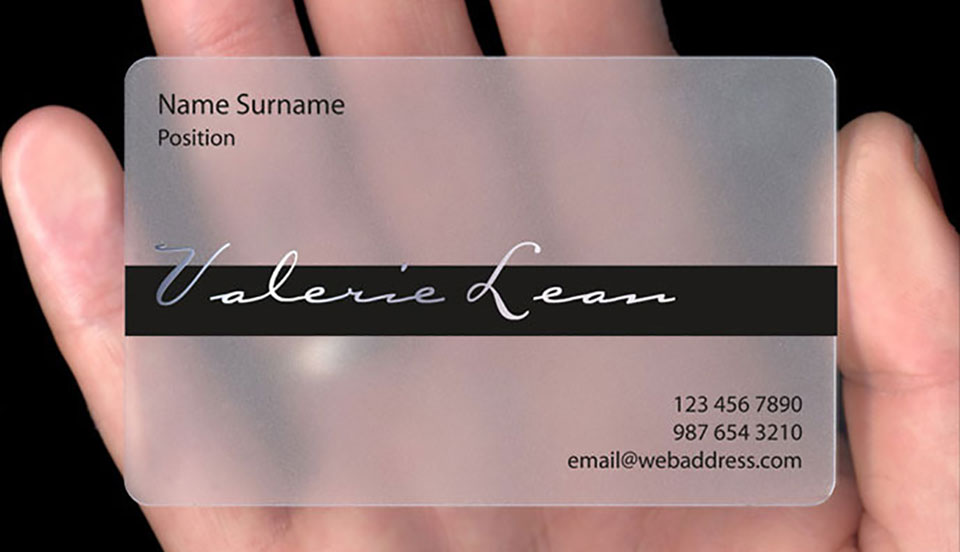 Name Surname
Position
Valerie Lean
123 456 7890
987 654 3210
email@webaddress.com